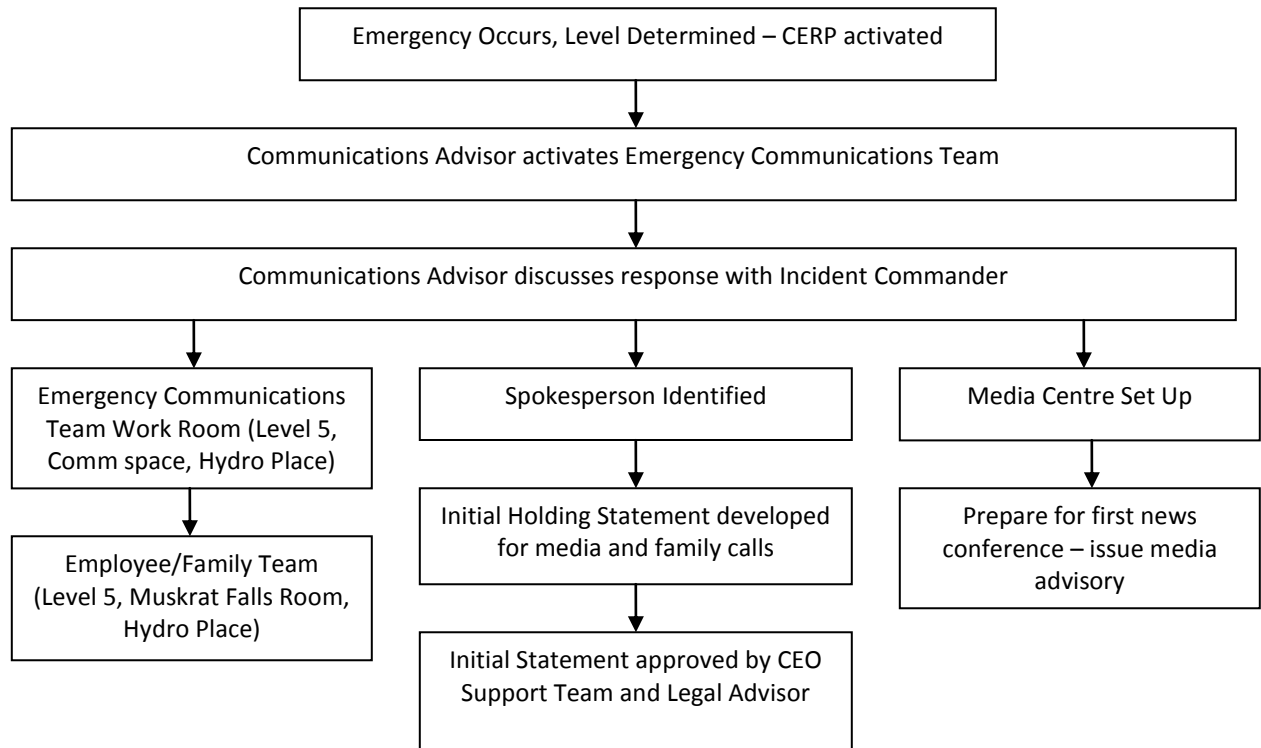 Emergency Occurs, Level Determined – CERP activated
Communications Advisor activates Emergency Communications Team
Communications Advisor discusses response with Incident Commander
Emergency Communications
Team Work Room (Level 5,
Comm space, Hydro Place)
Employee/Family Team
(Level 5, Muskrat Falls Room,
Hydro Place)
Spokesperson Identified
Initial Holding Statement developed
for media and family calls
Initial Statement approved by CEO
Support Team and Legal Advisor
Media Centre Set Up
Prepare for first news
conference – issue media
advisory